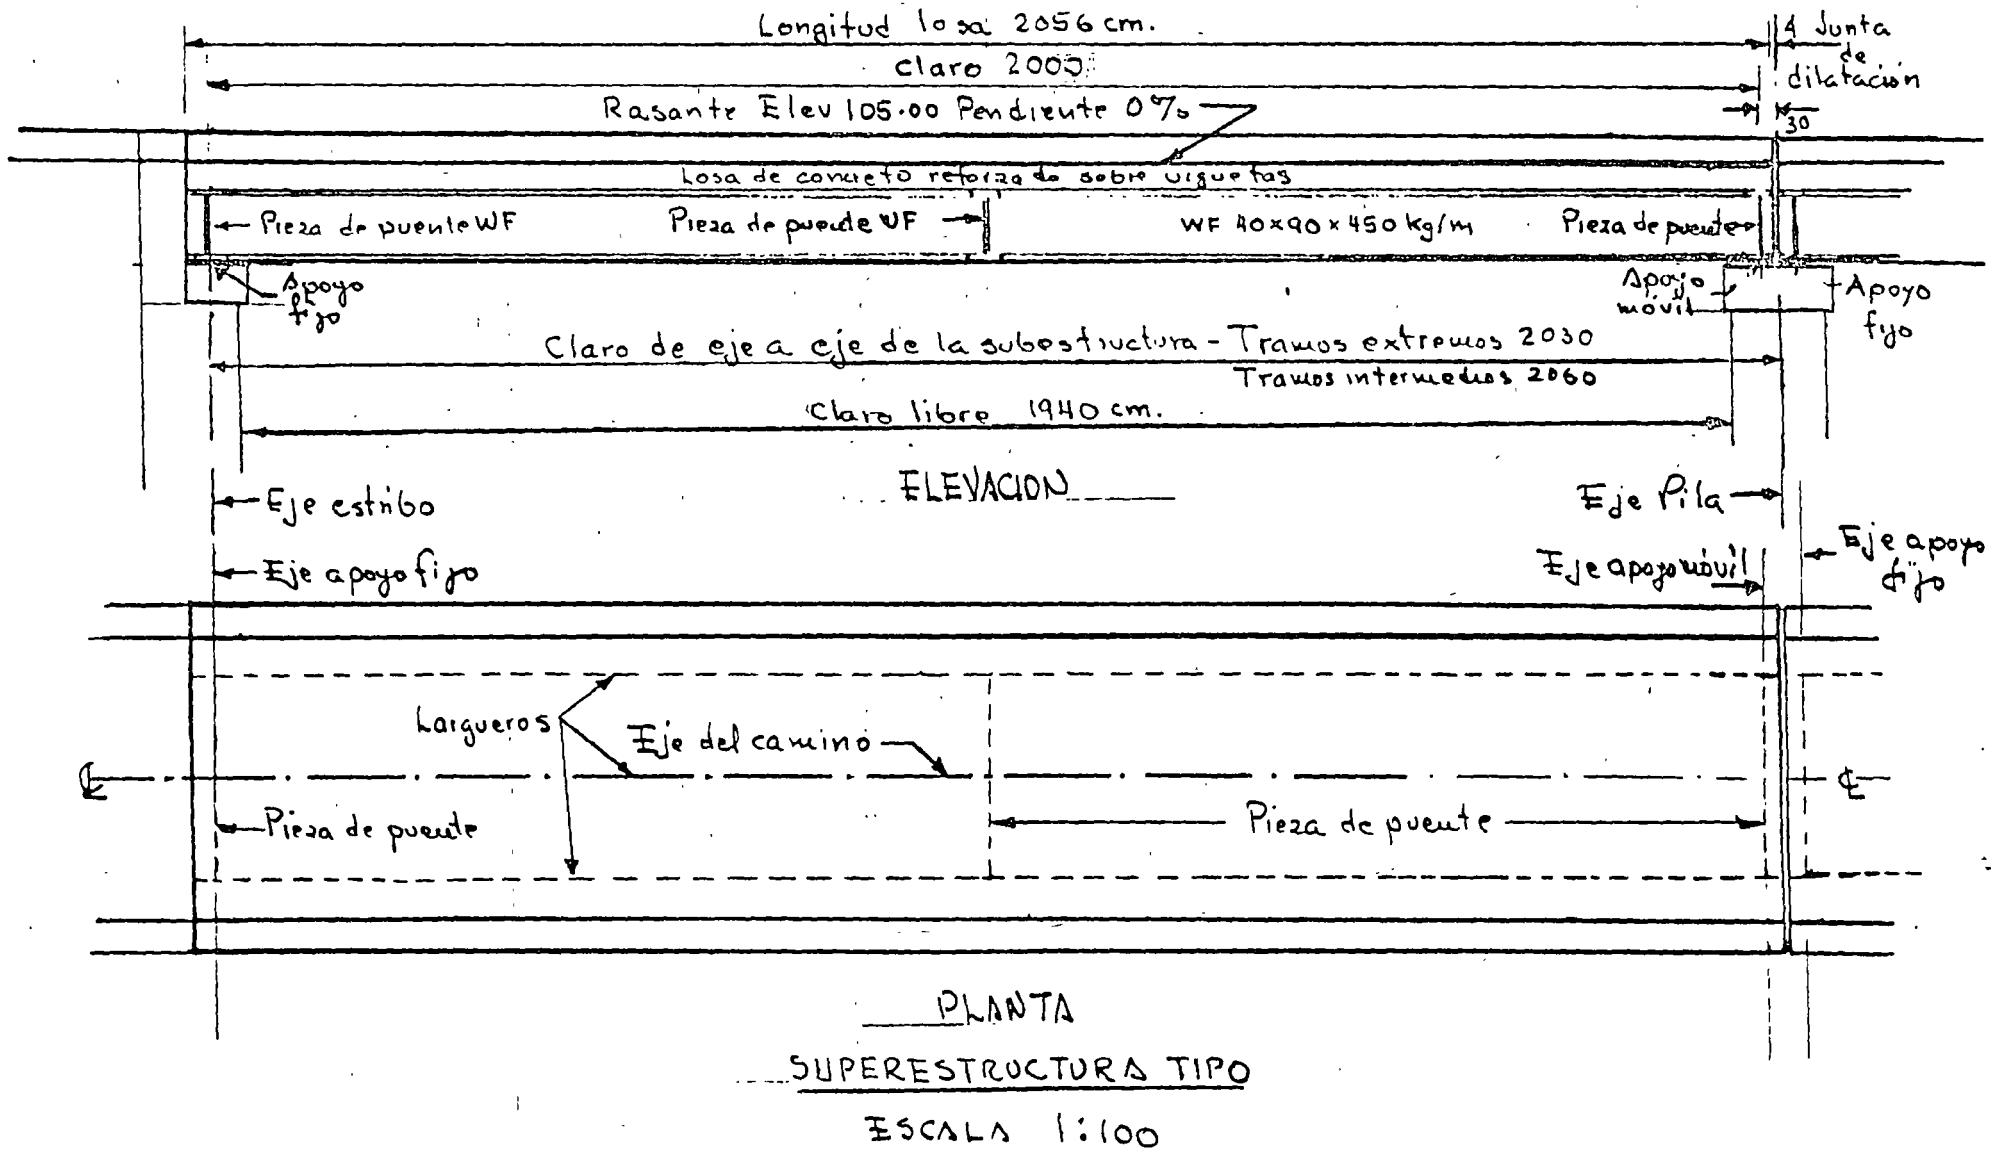 Longitud losa 2056 cm.
4 Junta
de
dilatación
claro 2000
30
Rasante Elev 105.00 Pendiente 0%
Losa de concreto reforzado sobre viguetas
Pieza de puente WF
Pieza de puente WF
WF 40x90x450 kg/m
Pieza de puente
Apoyo
fijo
Apoyo
móvil
Apoyo
fijo
Claro de eje a eje de la subestructura - Tramos extremos 2030
Tramos intermedios 2060
Claro libre 1940 cm.
ELEVACION
Eje estribo
Eje Pila
Eje apoyo fijo
Eje apoyo móvil
Eje apoyo
fijo
Largueros
Eje del camino
℄
℄
Pieza de puente
Pieza de puente
PLANTA
SUPERESTRUCTURA TIPO
ESCALA 1:100